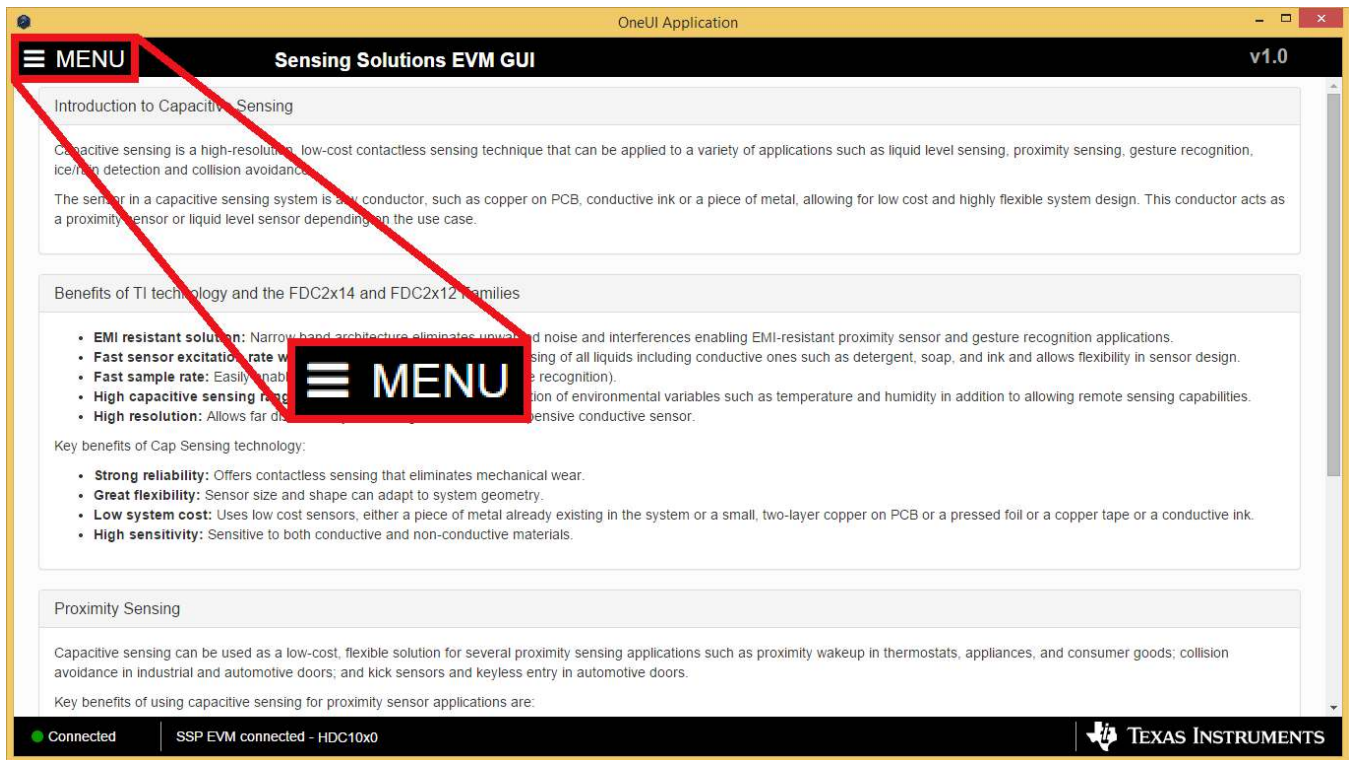 OneUI Application
MENU
Sensing Solutions EVM GUI
v1.0
Introduction to Capacitive Sensing
Capacitive sensing is a high-resolution, low-cost contactless sensing technique that can be applied to a variety of applications such as liquid level sensing, proximity sensing, gesture recognition,
ice/rain detection and collision avoidance.
The sensor in a capacitive sensing system is any conductor, such as copper on PCB, conductive ink or a piece of metal, allowing for low cost and highly flexible system design. This conductor acts as
a proximity sensor or liquid level sensor depending on the use case.
Benefits of TI technology and the FDC2x14 and FDC2x12 Families
• EMI resistant solution: Narrow band architecture eliminates unwanted noise and interferences enabling EMI-resistant proximity sensor and gesture recognition applications.
• Fast sensor excitation rate w sing of all liquids including conductive ones such as detergent, soap, and ink and allows flexibility in sensor design.
• Fast sample rate: Easily enab e recognition).
• High capacitive sensing rang tion of environmental variables such as temperature and humidity in addition to allowing remote sensing capabilities.
• High resolution: Allows far dis pensive conductive sensor.
MENU
Key benefits of Cap Sensing technology:
• Strong reliability: Offers contactless sensing that eliminates mechanical wear.
• Great flexibility: Sensor size and shape can adapt to system geometry.
• Low system cost: Uses low cost sensors, either a piece of metal already existing in the system or a small, two-layer copper on PCB or a pressed foil or a copper tape or a conductive ink.
• High sensitivity: Sensitive to both conductive and non-conductive materials.
Proximity Sensing
Capacitive sensing can be used as a low-cost, flexible solution for several proximity sensing applications such as proximity wakeup in thermostats, appliances, and consumer goods; collision
avoidance in industrial and automotive doors; and kick sensors and keyless entry in automotive doors.
Key benefits of using capacitive sensing for proximity sensor applications are:
Connected
SSP EVM connected - HDC10x0
TEXAS INSTRUMENTS